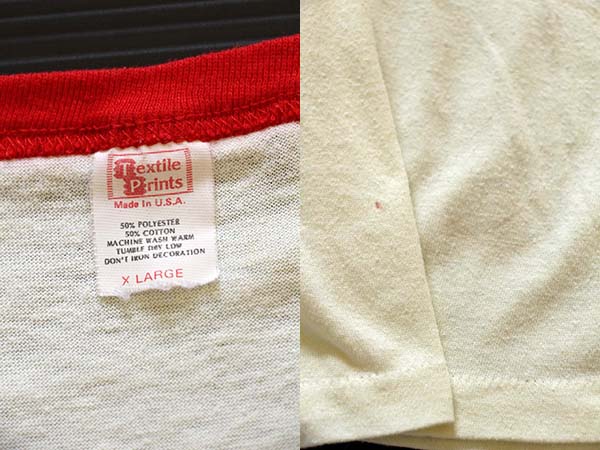 Textile
Prints
Made in U.S.A.
50% POLYESTER
50% COTTON
MACHINE WASH WARM
TUMBLE DRY LOW
DON'T IRON DECORATION
X LARGE